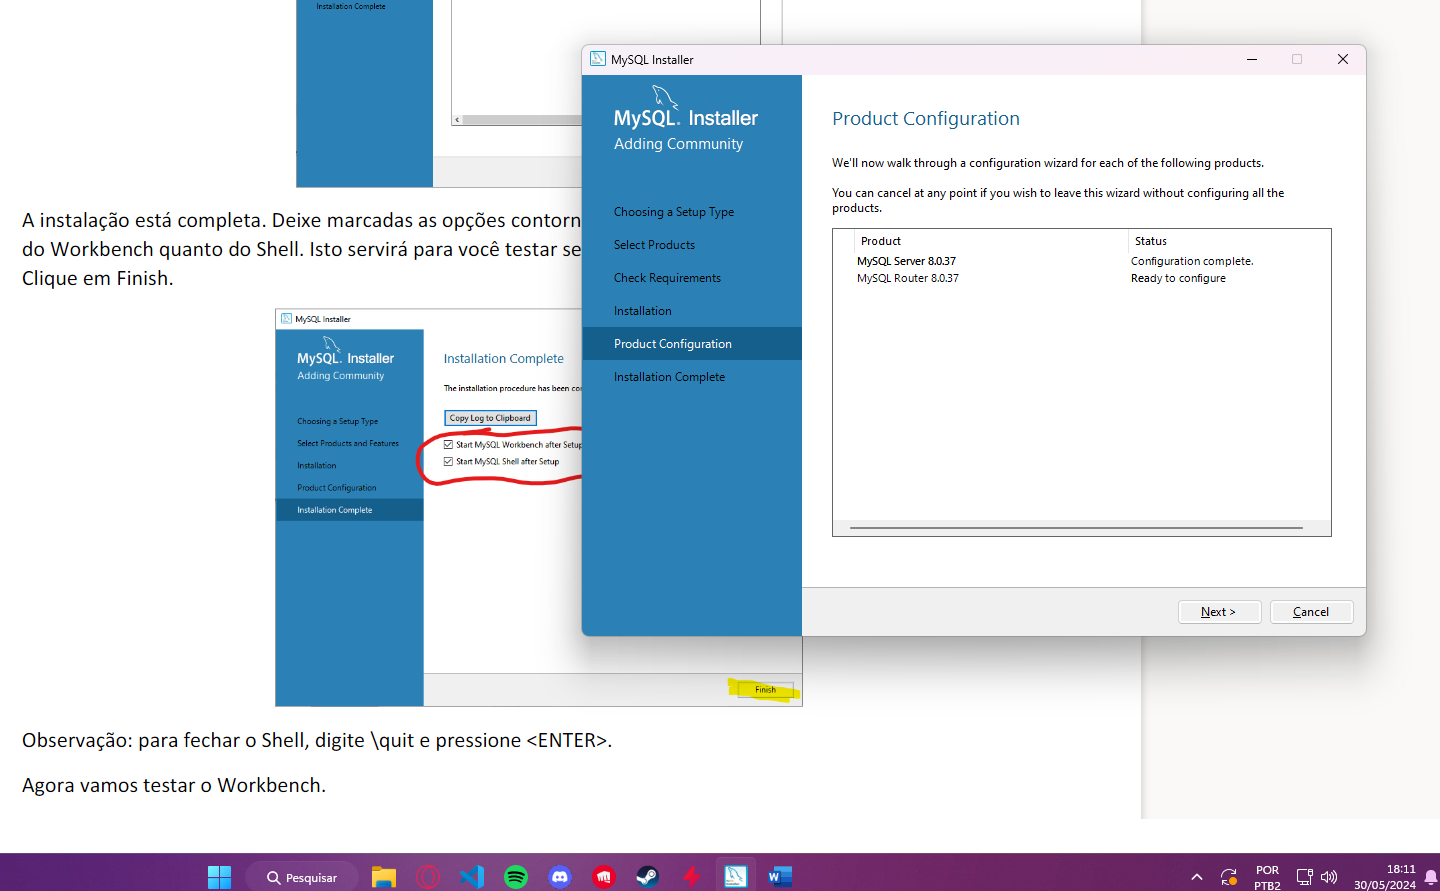 Installation Complete
A instalação está completa. Deixe marcadas as opções contorn
do Workbench quanto do Shell. Isto servirá para você testar se
Clique em Finish.
MySQL Installer
MySQL. Installer
Adding Community
Choosing a Setup Type
Select Products and Features
Installation
Product Configuration
Installation Complete
Installation Complete
The installation procedure has been co
Copy Log to Clipboard
Start MySQL Workbench after Setup
Start MySQL Shell after Setup
Finish
Observação: para fechar o Shell, digite \quit e pressione <ENTER>.
Agora vamos testar o Workbench.
MySQL Installer
MySQL. Installer
Adding Community
Choosing a Setup Type
Select Products
Check Requirements
Installation
Product Configuration
Installation Complete
Product Configuration
We'll now walk through a configuration wizard for each of the following products.
You can cancel at any point if you wish to leave this wizard without configuring all the
products.
Product Status
MySQL Server 8.0.37 Configuration complete.
MySQL Router 8.0.37 Ready to configure
Next > Cancel
Pesquisar
POR
PTB2
18:11
30/05/2024